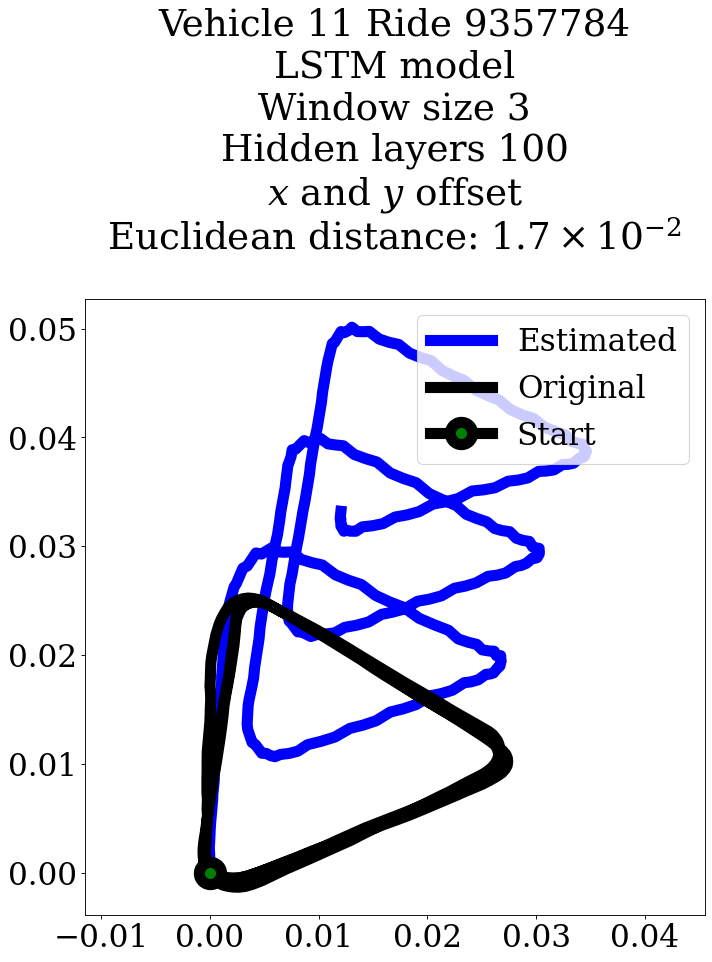 Vehicle 11 Ride 9357784
LSTM model
Window size 3
Hidden layers 100
x and y offset
Euclidean distance: 1.7 × 10⁻²
Estimated
Original
Start
0.05
0.04
0.03
0.02
0.01
0.00
−0.01 0.00 0.01 0.02 0.03 0.04